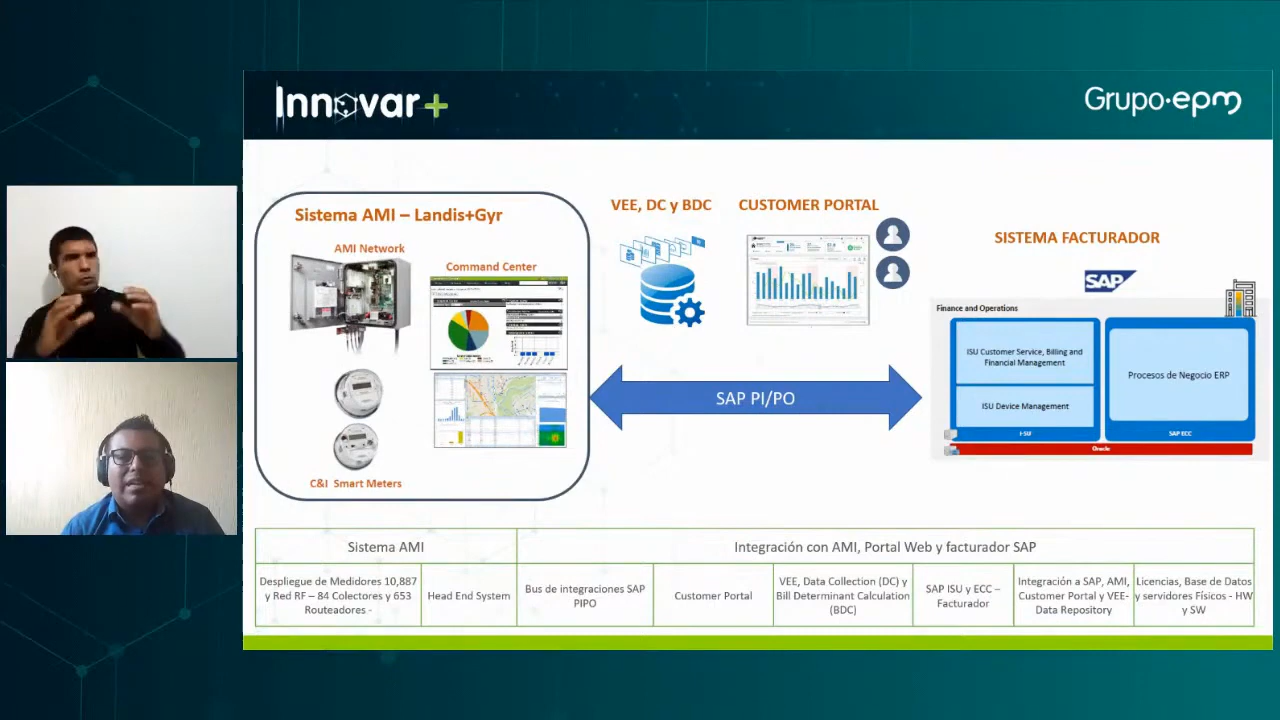 Innovar+
Grupo·epm
Sistema AMI – Landis+Gyr
AMI Network
Command Center
C&I Smart Meters
VEE, DC y BDC
CUSTOMER PORTAL
SISTEMA FACTURADOR
SAP
Finance and Operations
ISU Customer Service, Billing and
Financial Management
ISU Device Management
I-SU
Procesos de Negocio ERP
SAP ECC
Oracle
SAP PI/PO
Sistema AMI
Integración con AMI, Portal Web y facturador SAP
Despliegue de Medidores 10,887
y Red RF – 84 Colectores y 653
Routeadores -
Head End System
Bus de integraciones SAP
PIPO
Customer Portal
VEE, Data Collection (DC) y
Bill Determinant Calculation
(BDC)
SAP ISU y ECC –
Facturador
Integración a SAP, AMI,
Customer Portal y VEE-
Data Repository
Licencias, Base de Datos
y servidores Físicos - HW
y SW